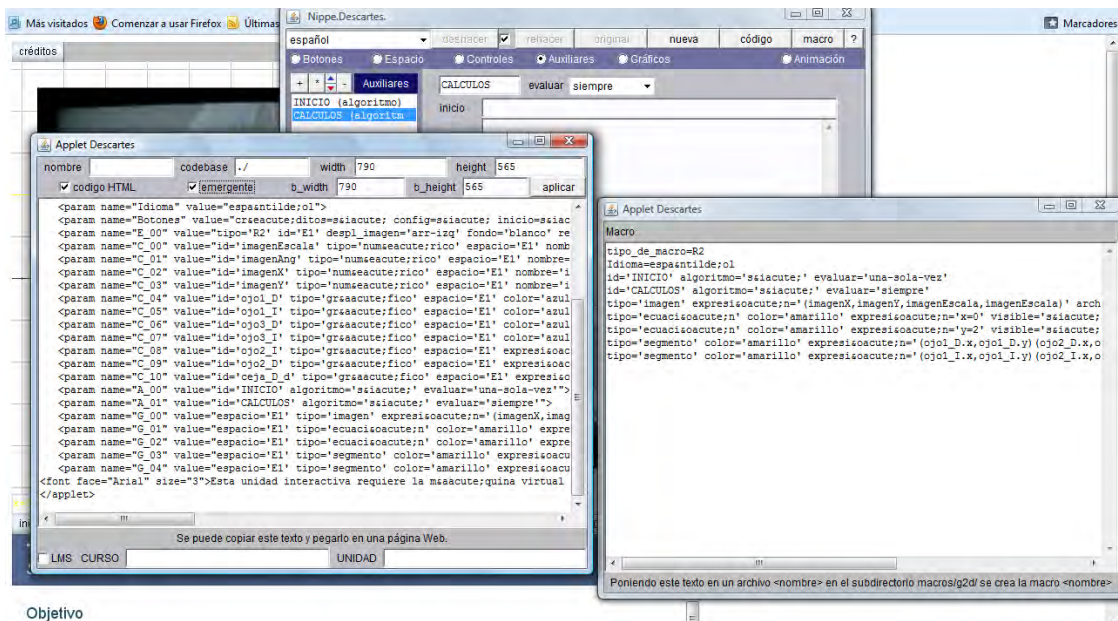 Más visitados Comenzar a usar Firefox Últimas
Marcadores
créditos
Nippe.Descartes.
español deshacer rehacer original nueva código macro ?
Botones Espacio Controles Auxiliares Gráficos Animación
+ * - Auxiliares CALCULOS evaluar siempre
INICIO (algoritmo)
CALCULOS (algoritm
inicio
Applet Descartes
nombre codebase ./ width 790 height 565
codigo HTML emergente b_width 790 b_height 565 aplicar
<param name="Idioma" value="espa&ntilde;ol">
<param name="Botones" value="cr&eacute;ditos=s&iacute; config=s&iacute; inicio=s&iac
<param name="E_00" value="tipo='R2' id='E1' despl_imagen='arr-izq' fondo='blanco' re
<param name="C_00" value="id='imagenEscala' tipo='num&eacute;rico' espacio='E1' nomb
<param name="C_01" value="id='imagenAng' tipo='num&eacute;rico' espacio='E1' nombre=
<param name="C_02" value="id='imagenX' tipo='num&eacute;rico' espacio='E1' nombre='i
<param name="C_03" value="id='imagenY' tipo='num&eacute;rico' espacio='E1' nombre='i
<param name="C_04" value="id='ojo1_D' tipo='gr&aacute;fico' espacio='E1' color='azul
<param name="C_05" value="id='ojo1_I' tipo='gr&aacute;fico' espacio='E1' color='azul
<param name="C_06" value="id='ojo3_D' tipo='gr&aacute;fico' espacio='E1' color='azul
<param name="C_07" value="id='ojo3_I' tipo='gr&aacute;fico' espacio='E1' color='azul
<param name="C_08" value="id='ojo2_I' tipo='gr&aacute;fico' espacio='E1' expresi&oac
<param name="C_09" value="id='ojo2_D' tipo='gr&aacute;fico' espacio='E1' expresi&oac
<param name="C_10" value="id='ceja_D_d' tipo='gr&aacute;fico' espacio='E1' expresi&o
<param name="A_00" value="id='INICIO' algoritmo='s&iacute;' evaluar='una-sola-vez'">
<param name="A_01" value="id='CALCULOS' algoritmo='s&iacute;' evaluar='siempre'">
<param name="G_00" value="espacio='E1' tipo='imagen' expresi&oacute;n='(imagenX,imag
<param name="G_01" value="espacio='E1' tipo='ecuaci&oacute;n' color='amarillo' expre
<param name="G_02" value="espacio='E1' tipo='ecuaci&oacute;n' color='amarillo' expre
<param name="G_03" value="espacio='E1' tipo='segmento' color='amarillo' expresi&oacu
<param name="G_04" value="espacio='E1' tipo='segmento' color='amarillo' expresi&oacu
<font face="Arial" size="3">Esta unidad interactiva requiere la m&aacute;quina virtual
</applet>
Se puede copiar este texto y pegarlo en una página Web.
LMS CURSO UNIDAD
Applet Descartes
Macro
tipo_de_macro=R2
Idioma=espa&ntilde;ol
id='INICIO' algoritmo='s&iacute;' evaluar='una-sola-vez'
id='CALCULOS' algoritmo='s&iacute;' evaluar='siempre'
tipo='imagen' expresi&oacute;n='(imagenX,imagenY,imagenEscala,imagenEscala)' arch
tipo='ecuaci&oacute;n' color='amarillo' expresi&oacute;n='x=0' visible='s&iacute;
tipo='ecuaci&oacute;n' color='amarillo' expresi&oacute;n='y=2' visible='s&iacute;
tipo='segmento' color='amarillo' expresi&oacute;n='(ojo1_D.x,ojo1_D.y)(ojo2_D.x,o
tipo='segmento' color='amarillo' expresi&oacute;n='(ojo1_I.x,ojo1_I.y)(ojo2_I.x,o
Poniendo este texto en un archivo <nombre> en el subdirectorio macros/g2d/ se crea la macro <nombre>
Objetivo